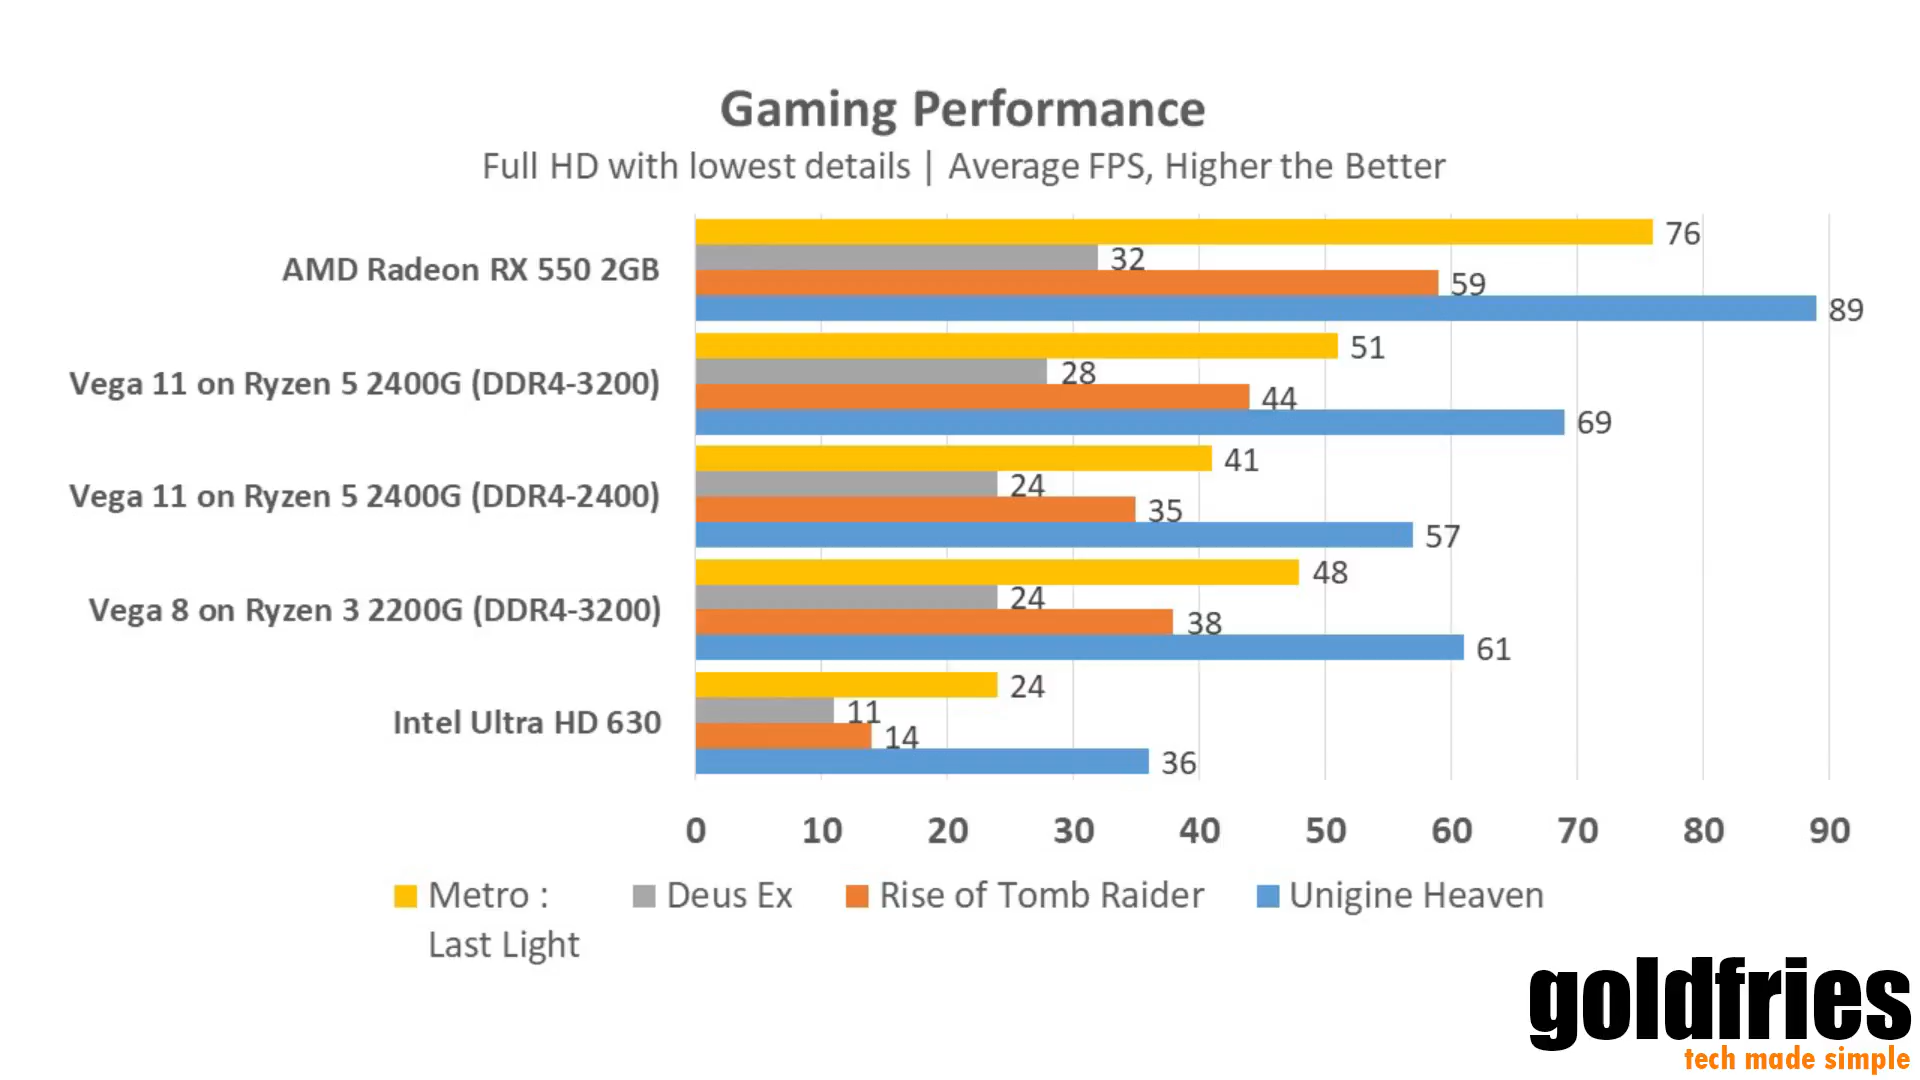 Gaming Performance
Full HD with lowest details | Average FPS, Higher the Better
AMD Radeon RX 550 2GB
76
32
59
89
Vega 11 on Ryzen 5 2400G (DDR4-3200)
51
28
44
69
Vega 11 on Ryzen 5 2400G (DDR4-2400)
41
24
35
57
Vega 8 on Ryzen 3 2200G (DDR4-3200)
48
24
38
61
Intel Ultra HD 630
24
11
14
36
0 10 20 30 40 50 60 70 80 90
Metro : Deus Ex Rise of Tomb Raider Unigine Heaven
Last Light
goldfries
tech made simple